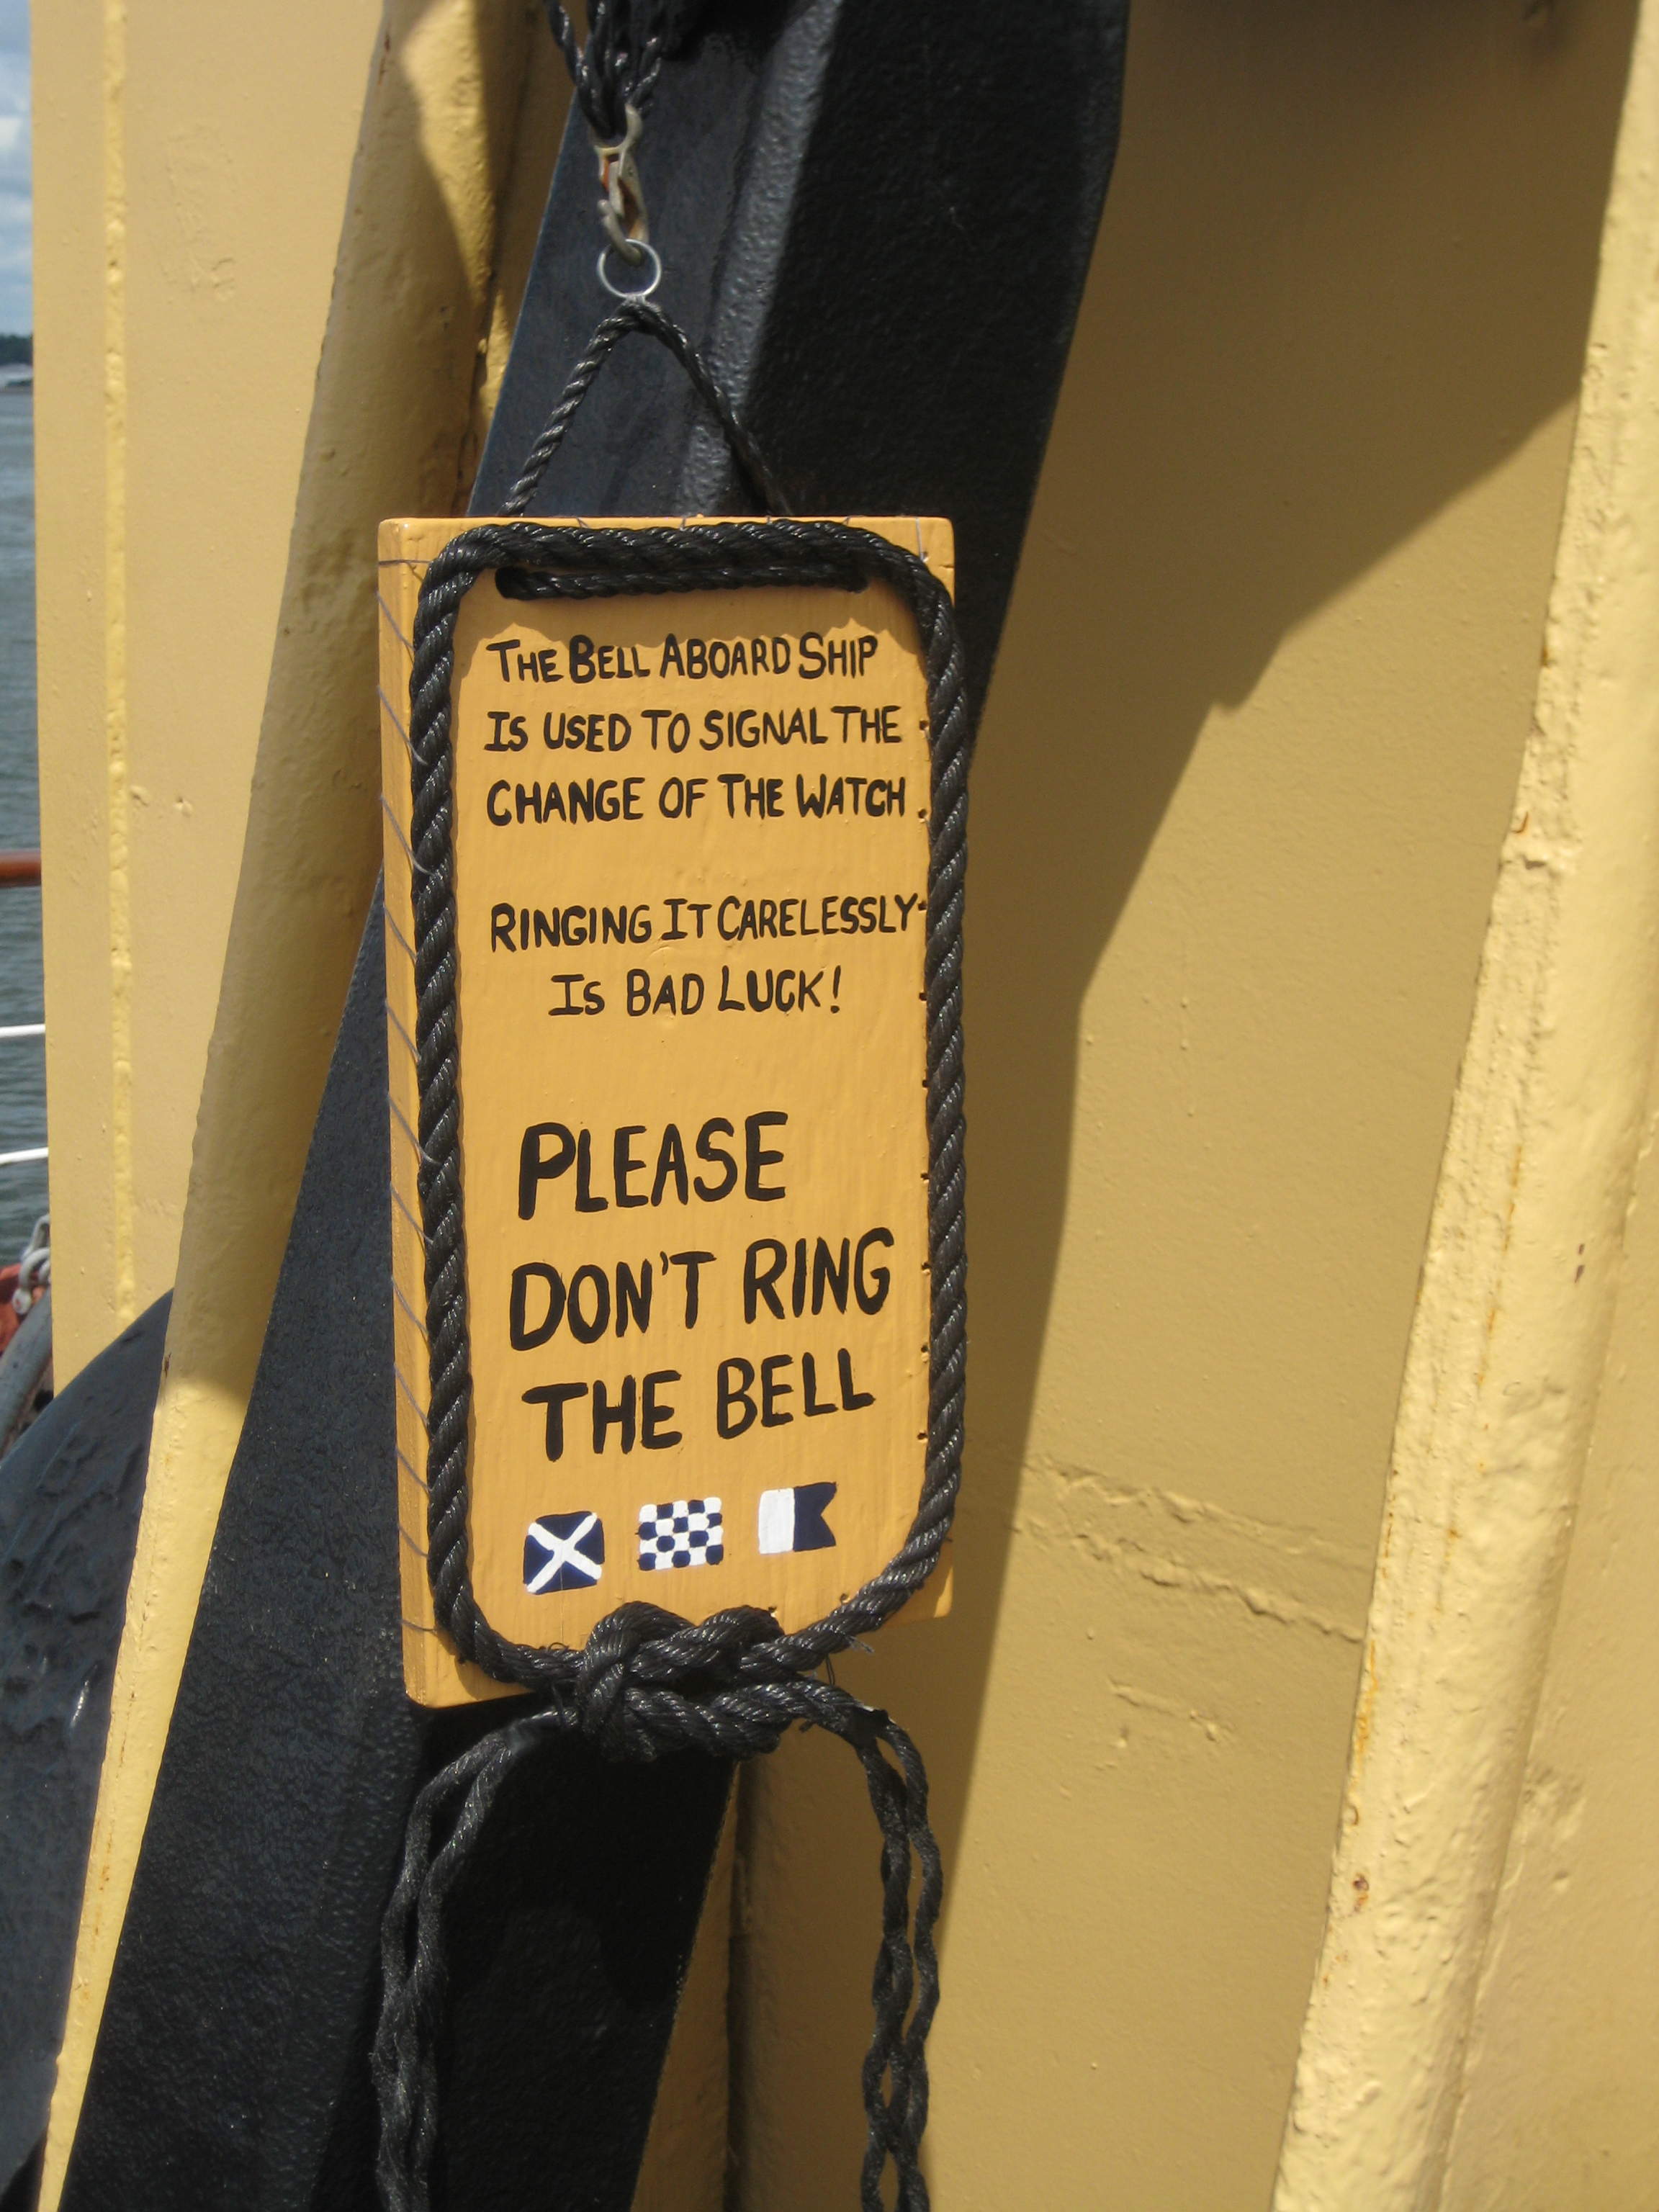 THE BELL ABOARD SHIP
IS USED TO SIGNAL THE
CHANGE OF THE WATCH
RINGING IT CARELESSLY
IS BAD LUCK!
PLEASE
DON'T RING
THE BELL